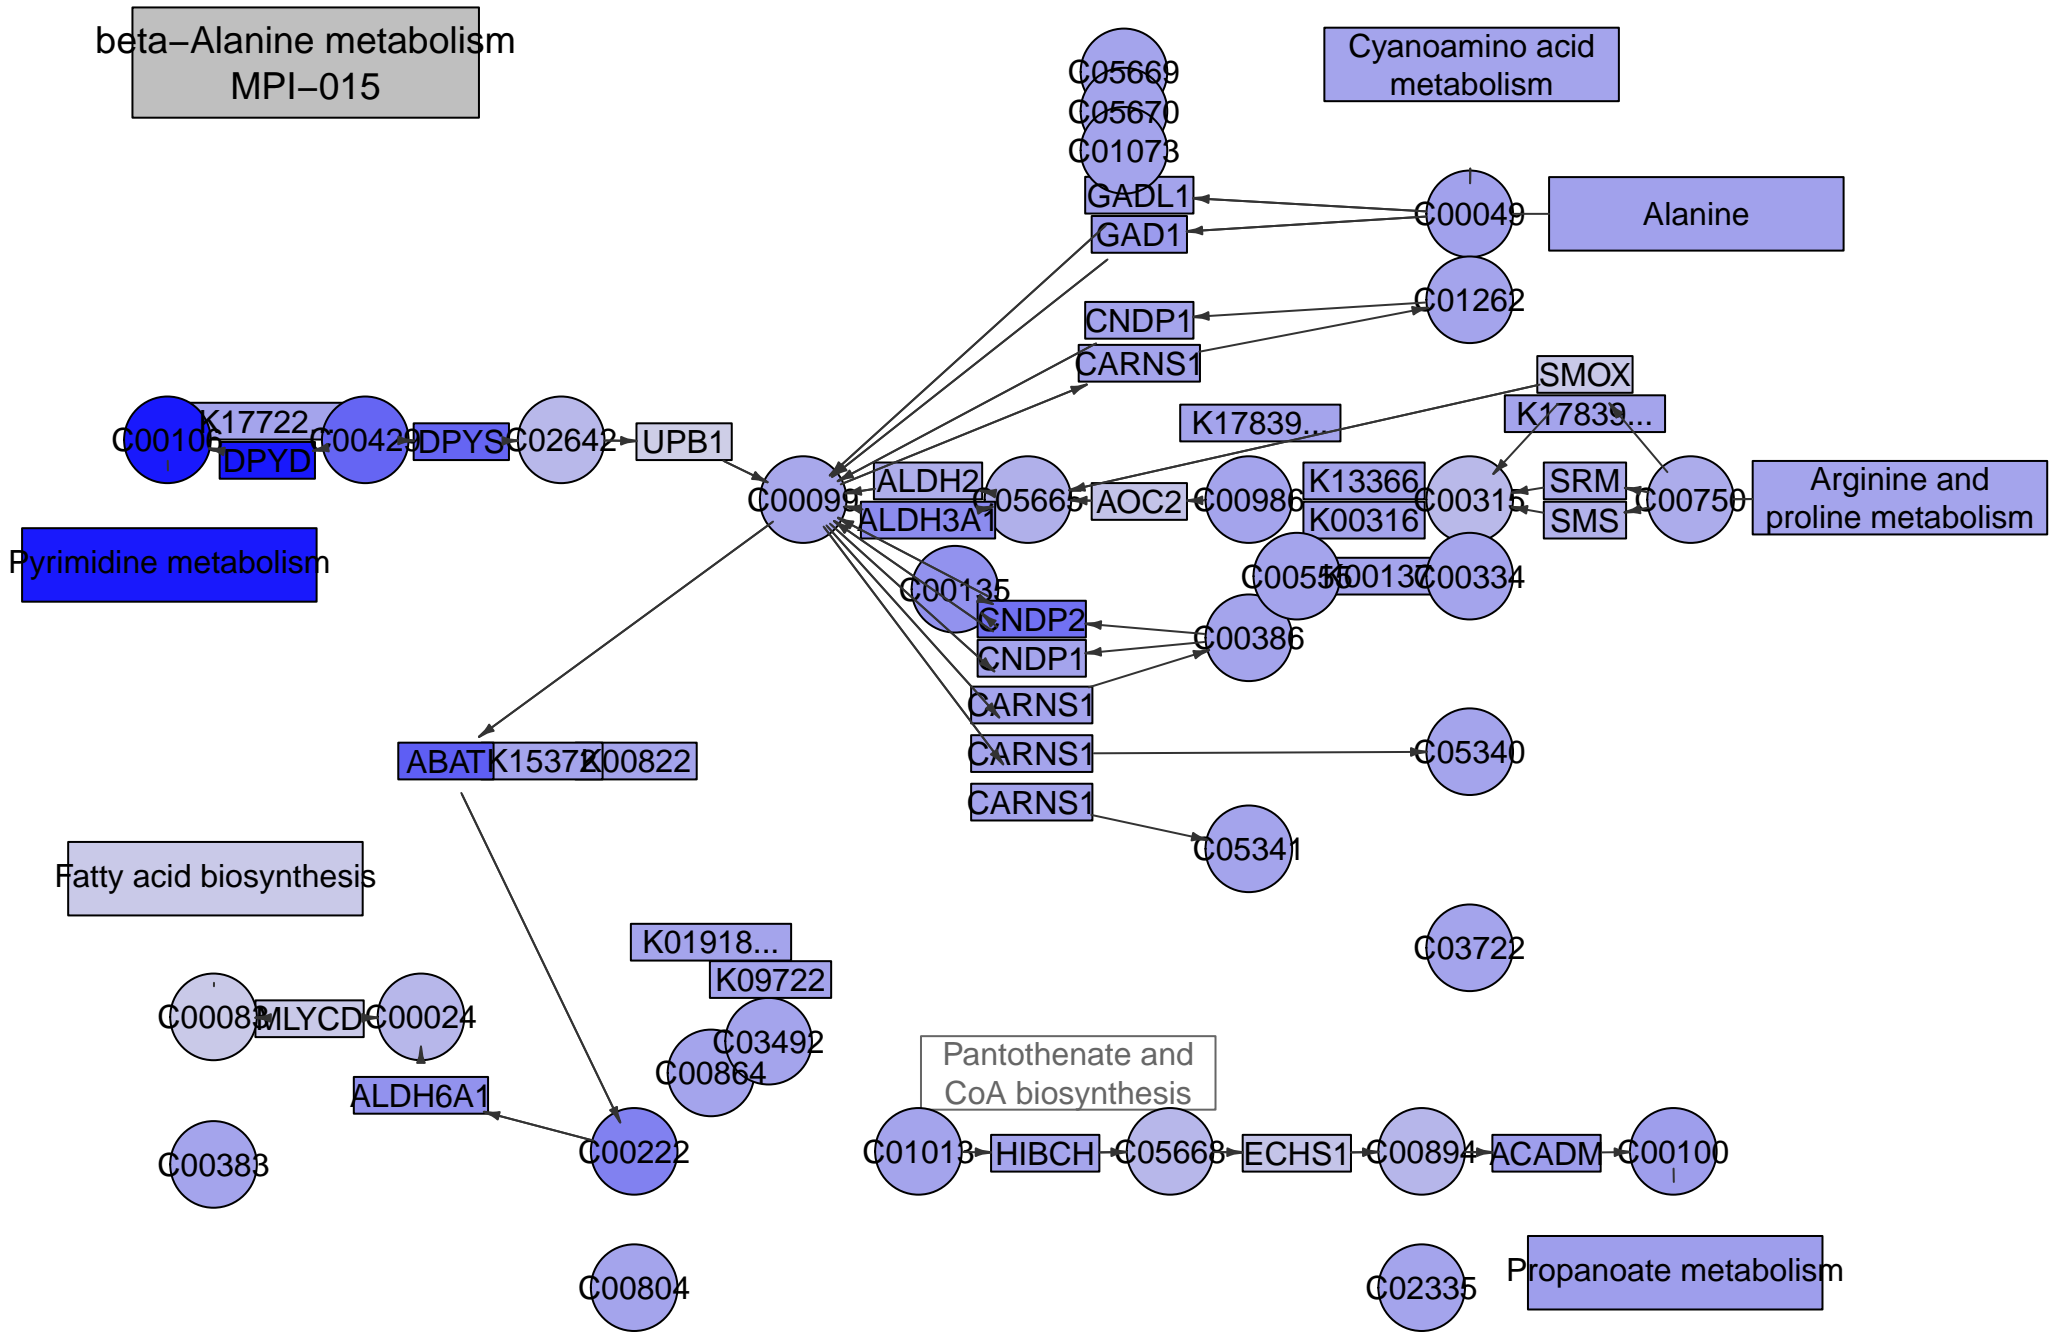 beta−Alanine metabolism
MPI−015
C05669
C05670
C01073
Cyanoamino acid
metabolism
GADL1
GAD1
C00049
Alanine
C01262
CNDP1
CARNS1
SMOX
K17839...
K17839...
C00106
K17722...
DPYD
C00429
DPYS
C02642
UPB1
C00099
ALDH2
ALDH3A1
C05665
AOC2
C00986
K13366
K00316
C00315
SRM
SMS
C00750
Arginine and
proline metabolism
Pyrimidine metabolism
C00135
C00555
K00137
C00334
CNDP2
CNDP1
C00386
CARNS1
CARNS1
CARNS1
C05340
C05341
ABAT
K15372
K00822
Fatty acid biosynthesis
K01918...
K09722
C03722
C00083
MLYCD
C00024
C03492
C00864
ALDH6A1
Pantothenate and
CoA biosynthesis
C00383
C00222
C01013
HIBCH
C05668
ECHS1
C00894
ACADM
C00100
C00804
C02335
Propanoate metabolism